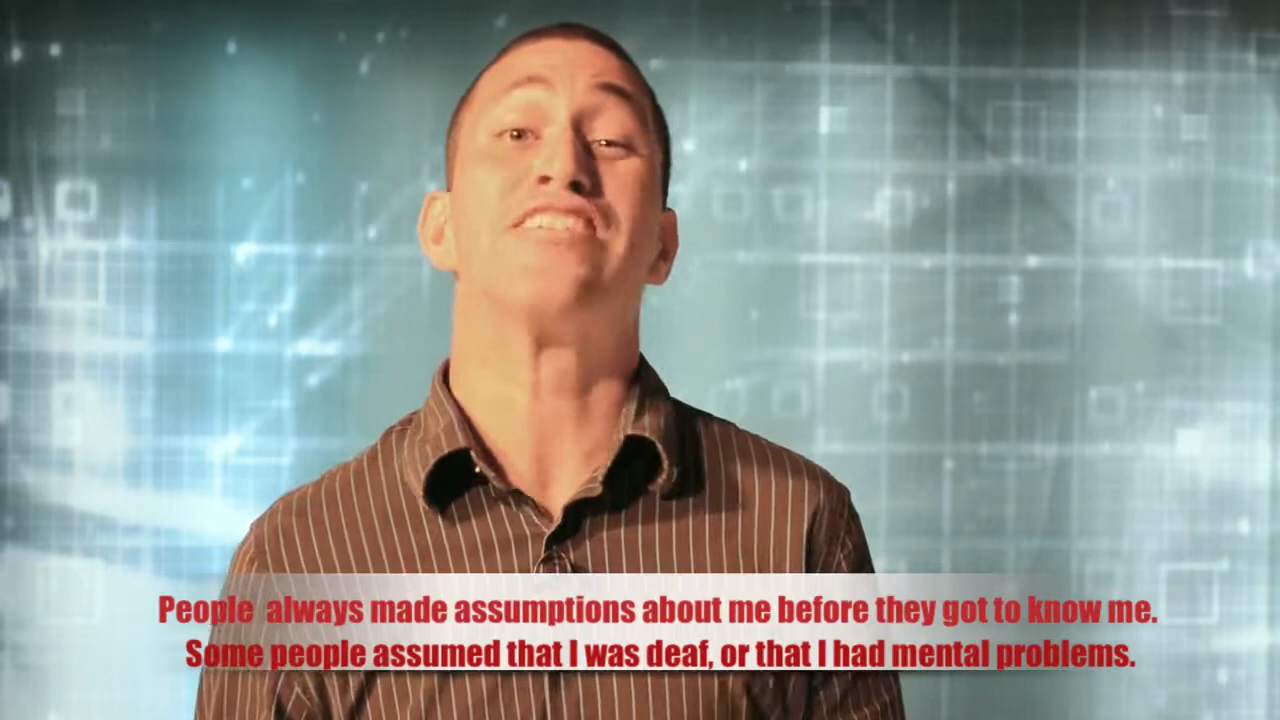 People  always made assumptions about me before they got to know me.
Some people assumed that I was deaf, or that I had mental problems.